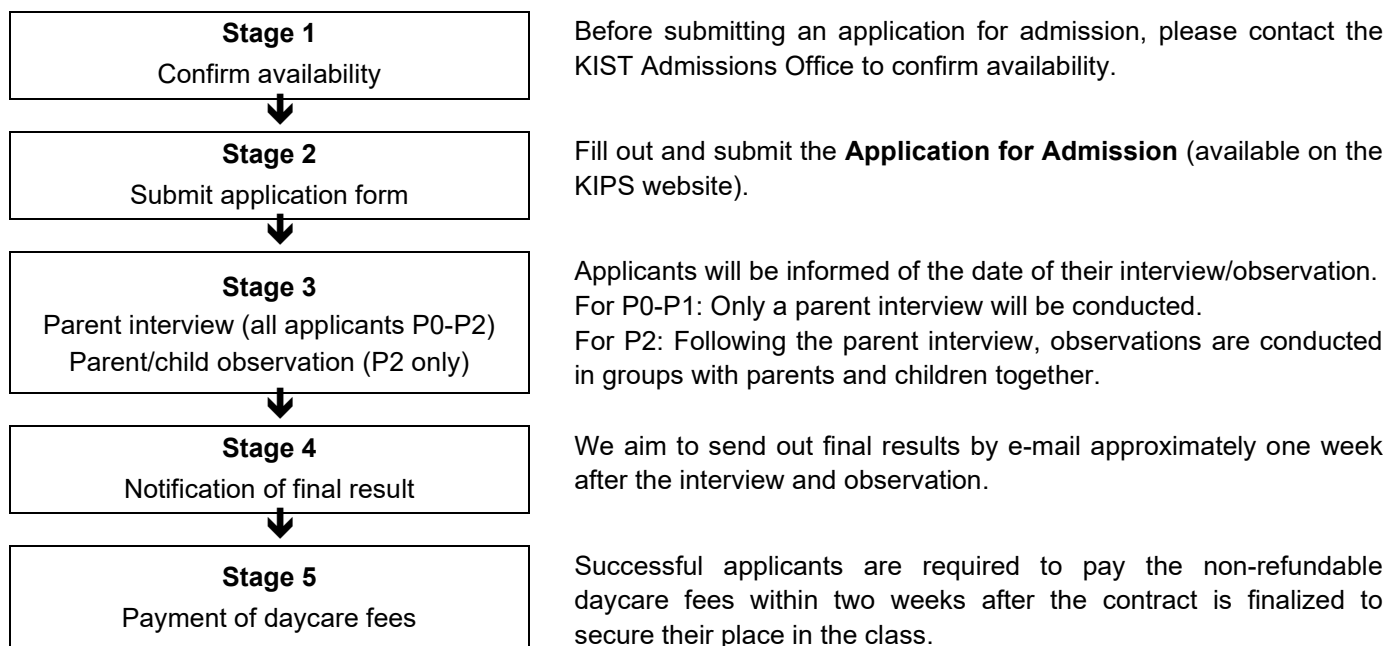 Stage 1
Confirm availability
Before submitting an application for admission, please contact the
KIST Admissions Office to confirm availability.
Stage 2
Submit application form
Fill out and submit the Application for Admission (available on the
KIPS website).
Stage 3
Parent interview (all applicants P0-P2)
Parent/child observation (P2 only)
Applicants will be informed of the date of their interview/observation.
For P0-P1: Only a parent interview will be conducted.
For P2: Following the parent interview, observations are conducted
in groups with parents and children together.
Stage 4
Notification of final result
We aim to send out final results by e-mail approximately one week
after the interview and observation.
Stage 5
Payment of daycare fees
Successful applicants are required to pay the non-refundable
daycare fees within two weeks after the contract is finalized to
secure their place in the class.